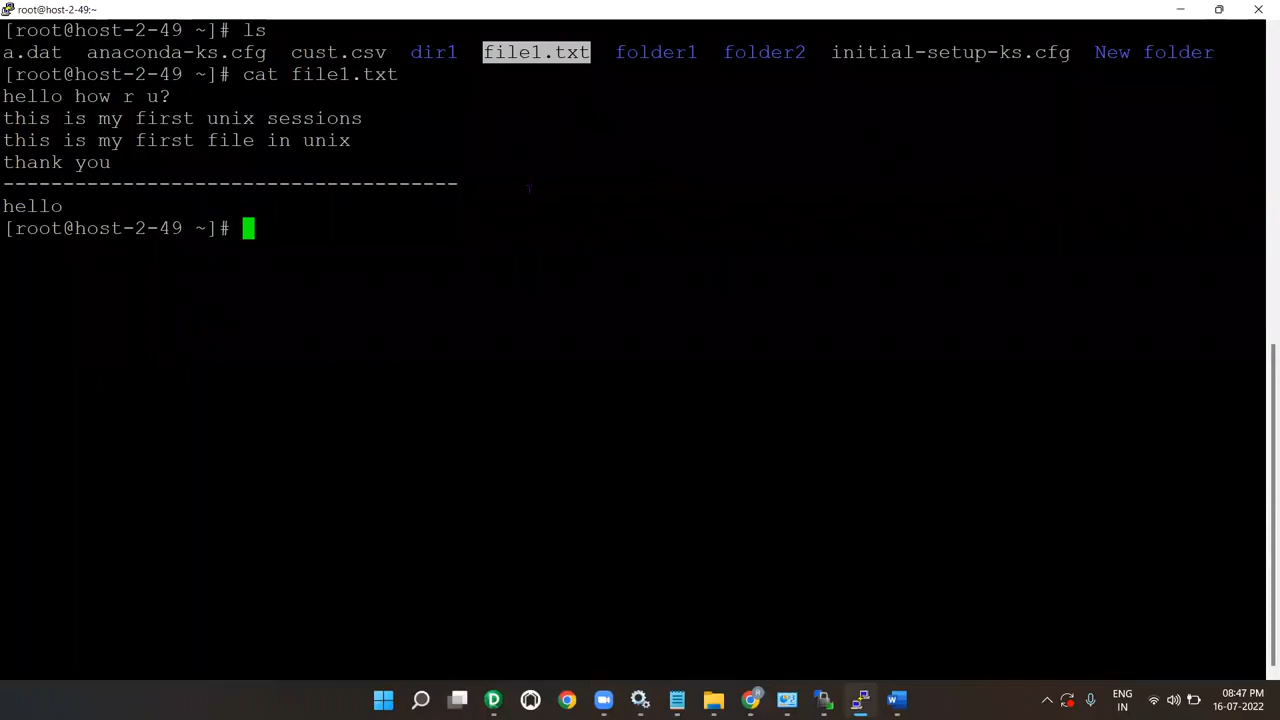 root@host-2-49:~
[root@host-2-49 ~]# ls
a.dat  anaconda-ks.cfg  cust.csv  dir1  file1.txt  folder1  folder2  initial-setup-ks.cfg  New folder
[root@host-2-49 ~]# cat file1.txt
hello how r u?
this is my first unix sessions
this is my first file in unix
thank you
--------------------------------------
hello
[root@host-2-49 ~]#
ENG 08:47 PM
IN 16-07-2022